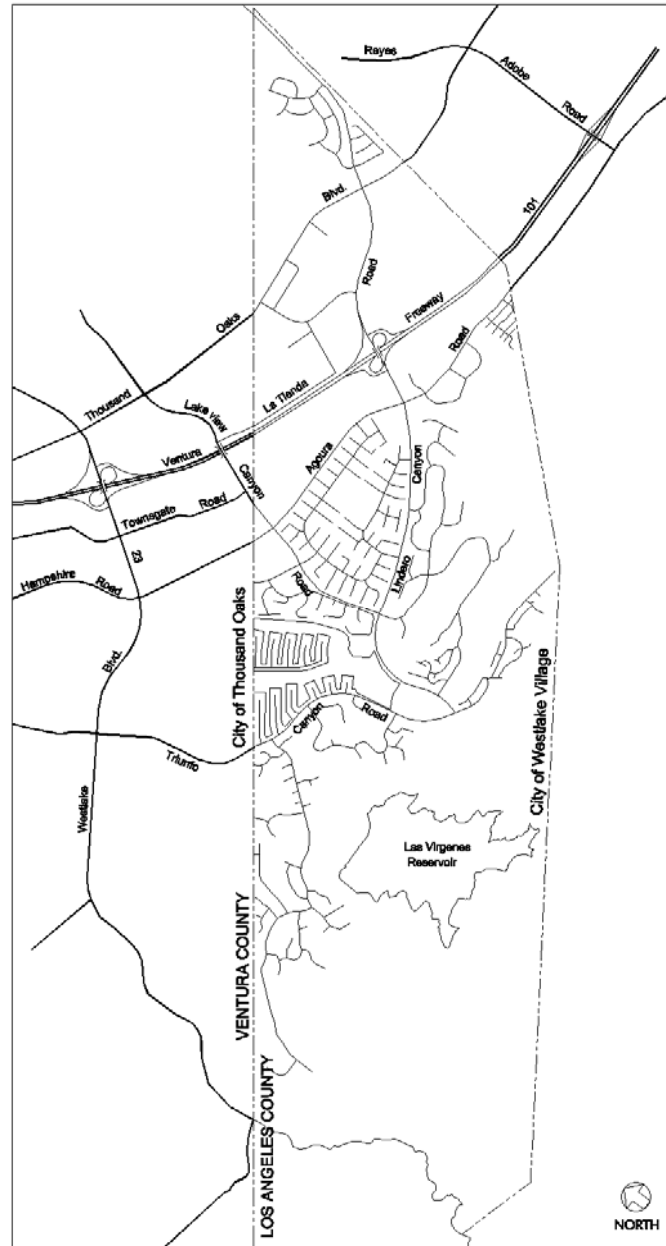 Reyes
Adobe
Road
101
Blvd.
Road
Freeway
Oaks
Thousand
La Tienda
Road
Lake view
Ventura
Canyon
Agoura
Canyon
Townsgate Road
23
Lindero
Hampshire Road
Road
Blvd.
City of Thousand Oaks
Canyon
Road
Triunfo
City of Westlake Village
Westlake
Las Virgenes
Reservoir
VENTURA COUNTY
LOS ANGELES COUNTY
NORTH